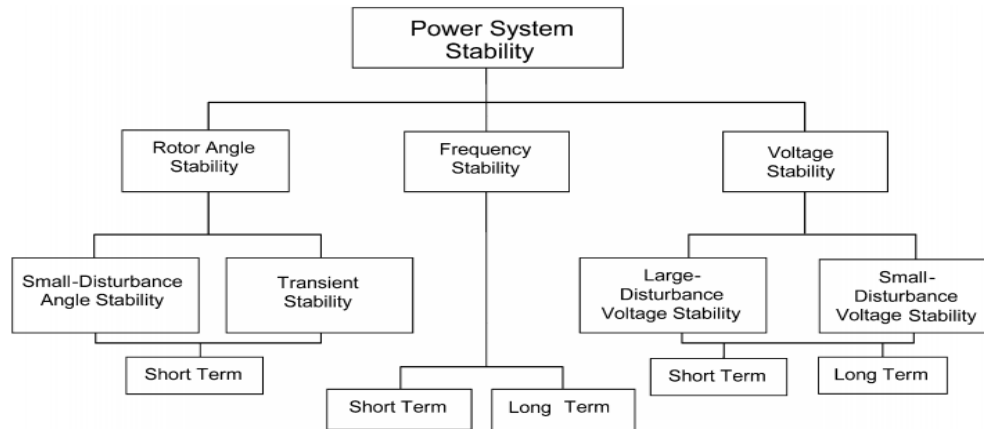 Power System
Stability
Rotor Angle
Stability
Frequency
Stability
Voltage
Stability
Small-Disturbance
Angle Stability
Transient
Stability
Large-
Disturbance
Voltage Stability
Small-
Disturbance
Voltage Stability
Short Term
Short Term
Long Term
Short Term
Long Term